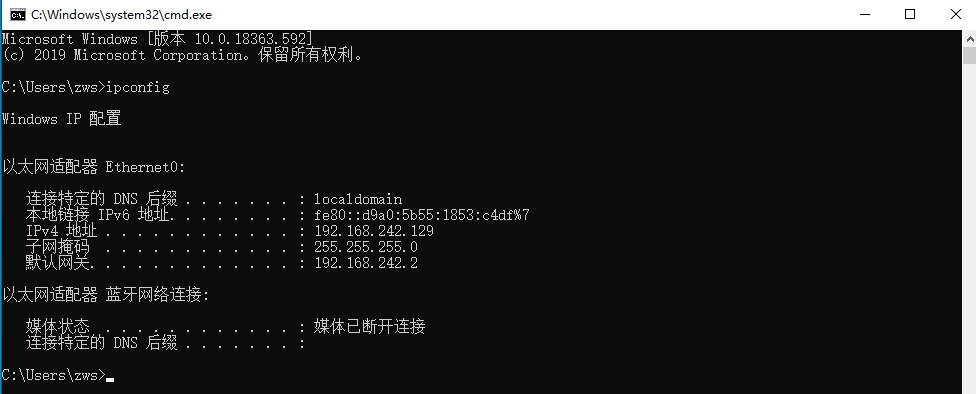 C:\Windows\system32\cmd.exe
Microsoft Windows [版本 10.0.18363.592]
(c) 2019 Microsoft Corporation。保留所有权利。
C:\Users\zws>ipconfig
Windows IP 配置
以太网适配器 Ethernet0:
连接特定的 DNS 后缀 . . . . . . . : localdomain
本地链接 IPv6 地址. . . . . . . . : fe80::d9a0:5b55:1853:c4df%7
IPv4 地址 . . . . . . . . . . . . : 192.168.242.129
子网掩码  . . . . . . . . . . . . : 255.255.255.0
默认网关. . . . . . . . . . . . . : 192.168.242.2
以太网适配器 蓝牙网络连接:
媒体状态  . . . . . . . . . . . . : 媒体已断开连接
连接特定的 DNS 后缀 . . . . . . . :
C:\Users\zws>